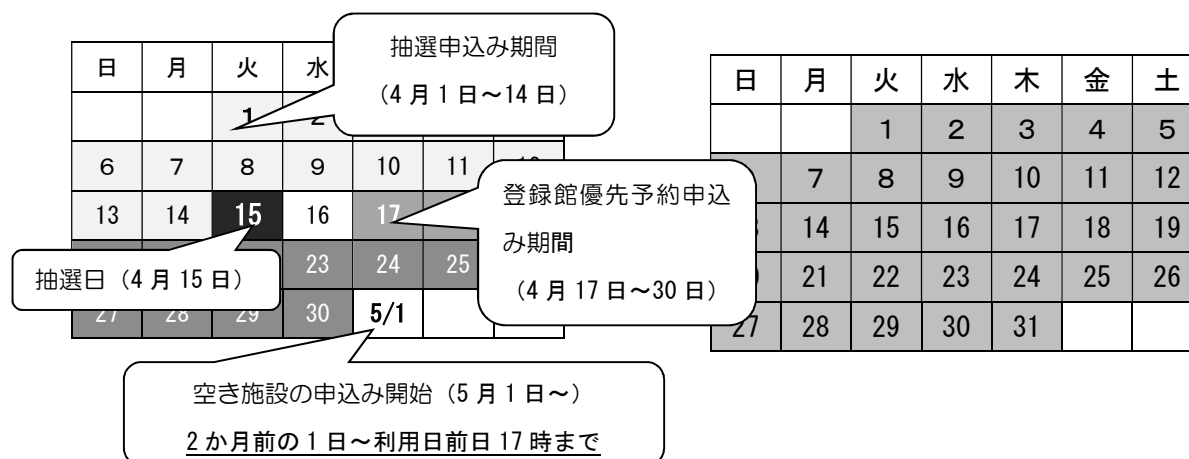 抽選申込み期間
（4月1日～14日）
日 月 火 水
1 2
6 7 8 9 10 11
13 14 15 16 17
登録館優先予約申込
み期間
（4月17日～30日）
抽選日（4月15日）
23 24 25
27 28 29 30 5/1
空き施設の申込み開始（5月1日～）
2か月前の1日～利用日前日17時まで
日 月 火 水 木 金 土
1 2 3 4 5
7 8 9 10 11 12
14 15 16 17 18 19
21 22 23 24 25 26
27 28 29 30 31